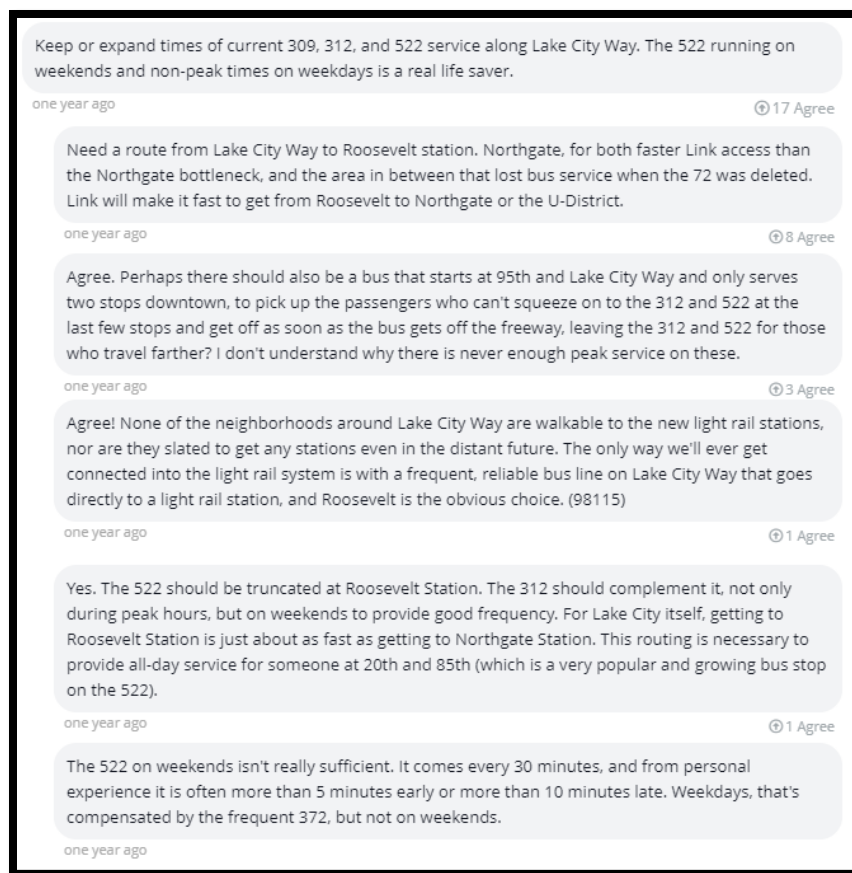 Keep or expand times of current 309, 312, and 522 service along Lake City Way. The 522 running on
weekends and non-peak times on weekdays is a real life saver.
one year ago
17 Agree
Need a route from Lake City Way to Roosevelt station. Northgate, for both faster Link access than
the Northgate bottleneck, and the area in between that lost bus service when the 72 was deleted.
Link will make it fast to get from Roosevelt to Northgate or the U-District.
one year ago
8 Agree
Agree. Perhaps there should also be a bus that starts at 95th and Lake City Way and only serves
two stops downtown, to pick up the passengers who can't squeeze on to the 312 and 522 at the
last few stops and get off as soon as the bus gets off the freeway, leaving the 312 and 522 for those
who travel farther? I don't understand why there is never enough peak service on these.
one year ago
3 Agree
Agree! None of the neighborhoods around Lake City Way are walkable to the new light rail stations,
nor are they slated to get any stations even in the distant future. The only way we'll ever get
connected into the light rail system is with a frequent, reliable bus line on Lake City Way that goes
directly to a light rail station, and Roosevelt is the obvious choice. (98115)
one year ago
1 Agree
Yes. The 522 should be truncated at Roosevelt Station. The 312 should complement it, not only
during peak hours, but on weekends to provide good frequency. For Lake City itself, getting to
Roosevelt Station is just about as fast as getting to Northgate Station. This routing is necessary to
provide all-day service for someone at 20th and 85th (which is a very popular and growing bus stop
on the 522).
one year ago
1 Agree
The 522 on weekends isn't really sufficient. It comes every 30 minutes, and from personal
experience it is often more than 5 minutes early or more than 10 minutes late. Weekdays, that's
compensated by the frequent 372, but not on weekends.
one year ago